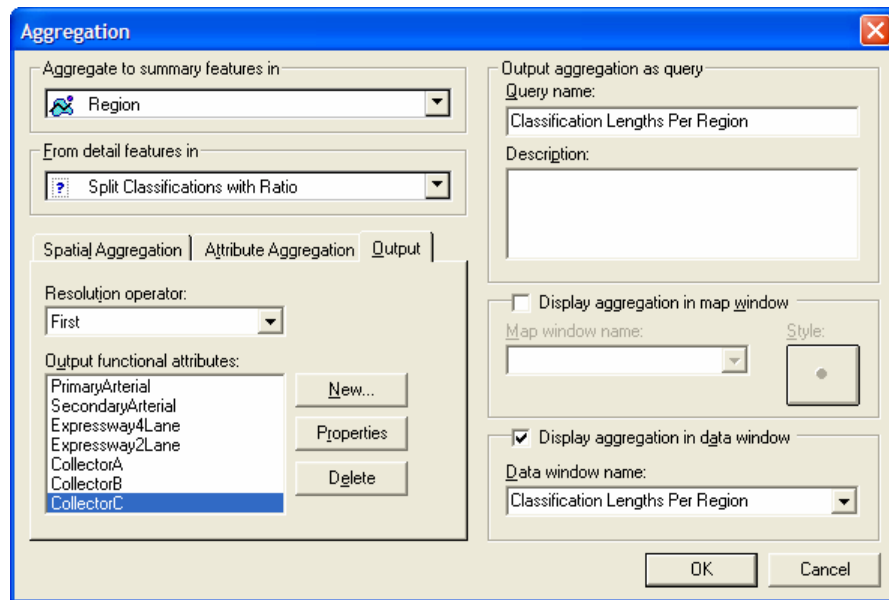 Aggregation
Aggregate to summary features in
Region
From detail features in
Split Classifications with Ratio
Spatial Aggregation
Attribute Aggregation
Output
Resolution operator:
First
Output functional attributes:
PrimaryArterial
SecondaryArterial
Expressway4Lane
Expressway2Lane
CollectorA
CollectorB
CollectorC
New...
Properties
Delete
Output aggregation as query
Query name:
Classification Lengths Per Region
Description:
Display aggregation in map window
Map window name:
Style:
Display aggregation in data window
Data window name:
Classification Lengths Per Region
OK
Cancel